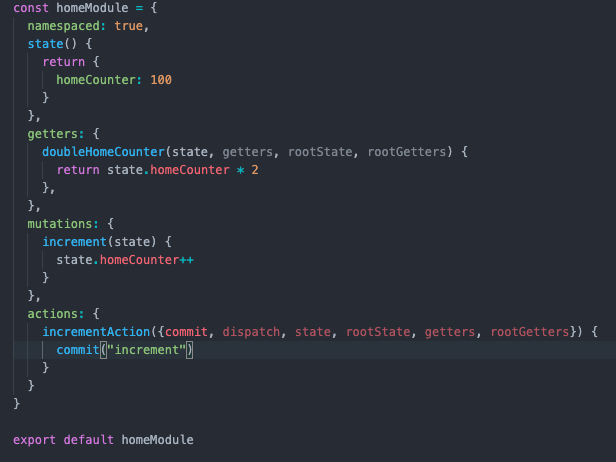 const homeModule = {
  namespaced: true,
  state() {
    return {
      homeCounter: 100
    }
  },
  getters: {
    doubleHomeCounter(state, getters, rootState, rootGetters) {
      return state.homeCounter * 2
    },
  },
  mutations: {
    increment(state) {
      state.homeCounter++
    }
  },
  actions: {
    incrementAction({commit, dispatch, state, rootState, getters, rootGetters}) {
      commit("increment")
    }
  }
}

export default homeModule